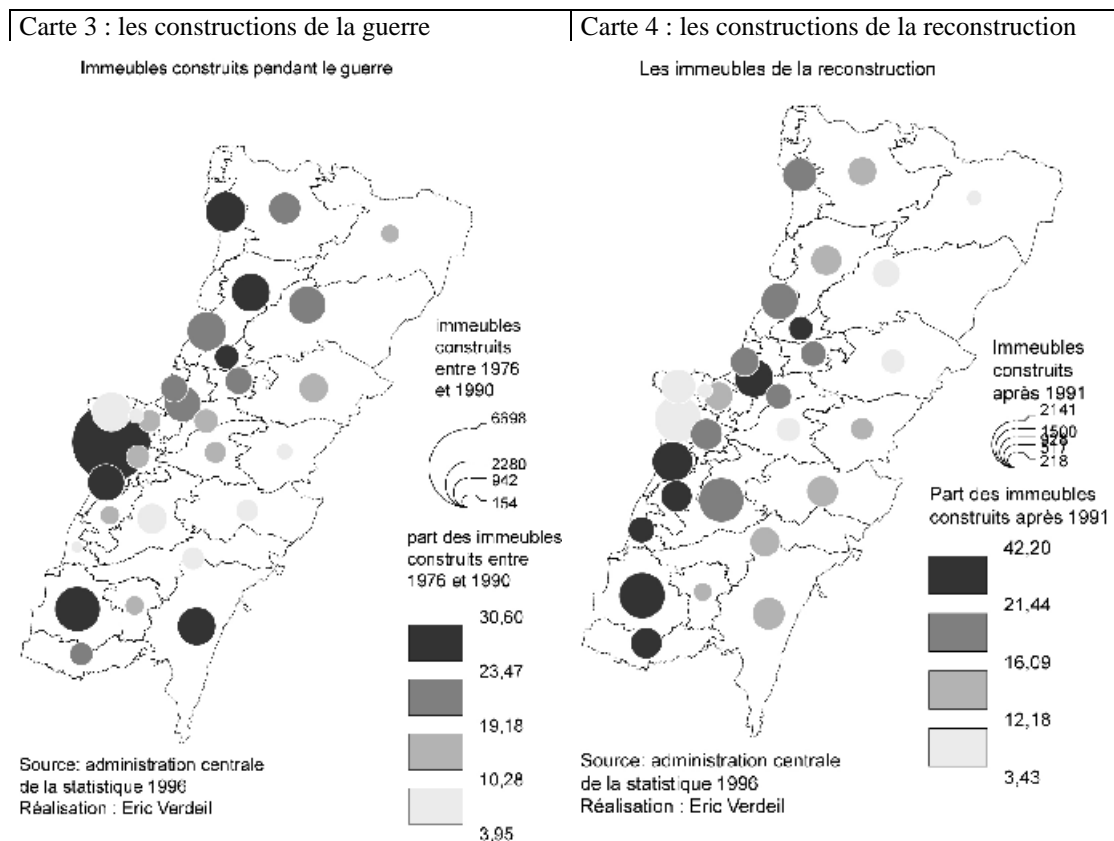 Carte 3 : les constructions de la guerre
Immeubles construits pendant le guerre
immeubles
construits
entre 1976
et 1990
6698
2280
942
154
part des immeubles
construits entre
1976 et 1990
30,60
23,47
19,18
10,28
3,95
Source: administration centrale
de la statistique 1996
Réalisation : Eric Verdeil
Carte 4 : les constructions de la reconstruction
Les immeubles de la reconstruction
Immeubles
construits
après 1991
2141
1500
218
Part des immeubles
construits après 1991
42,20
21,44
16,09
12,18
3,43
Source: administration centrale
de la statistique 1996
Réalisation : Eric Verdeil